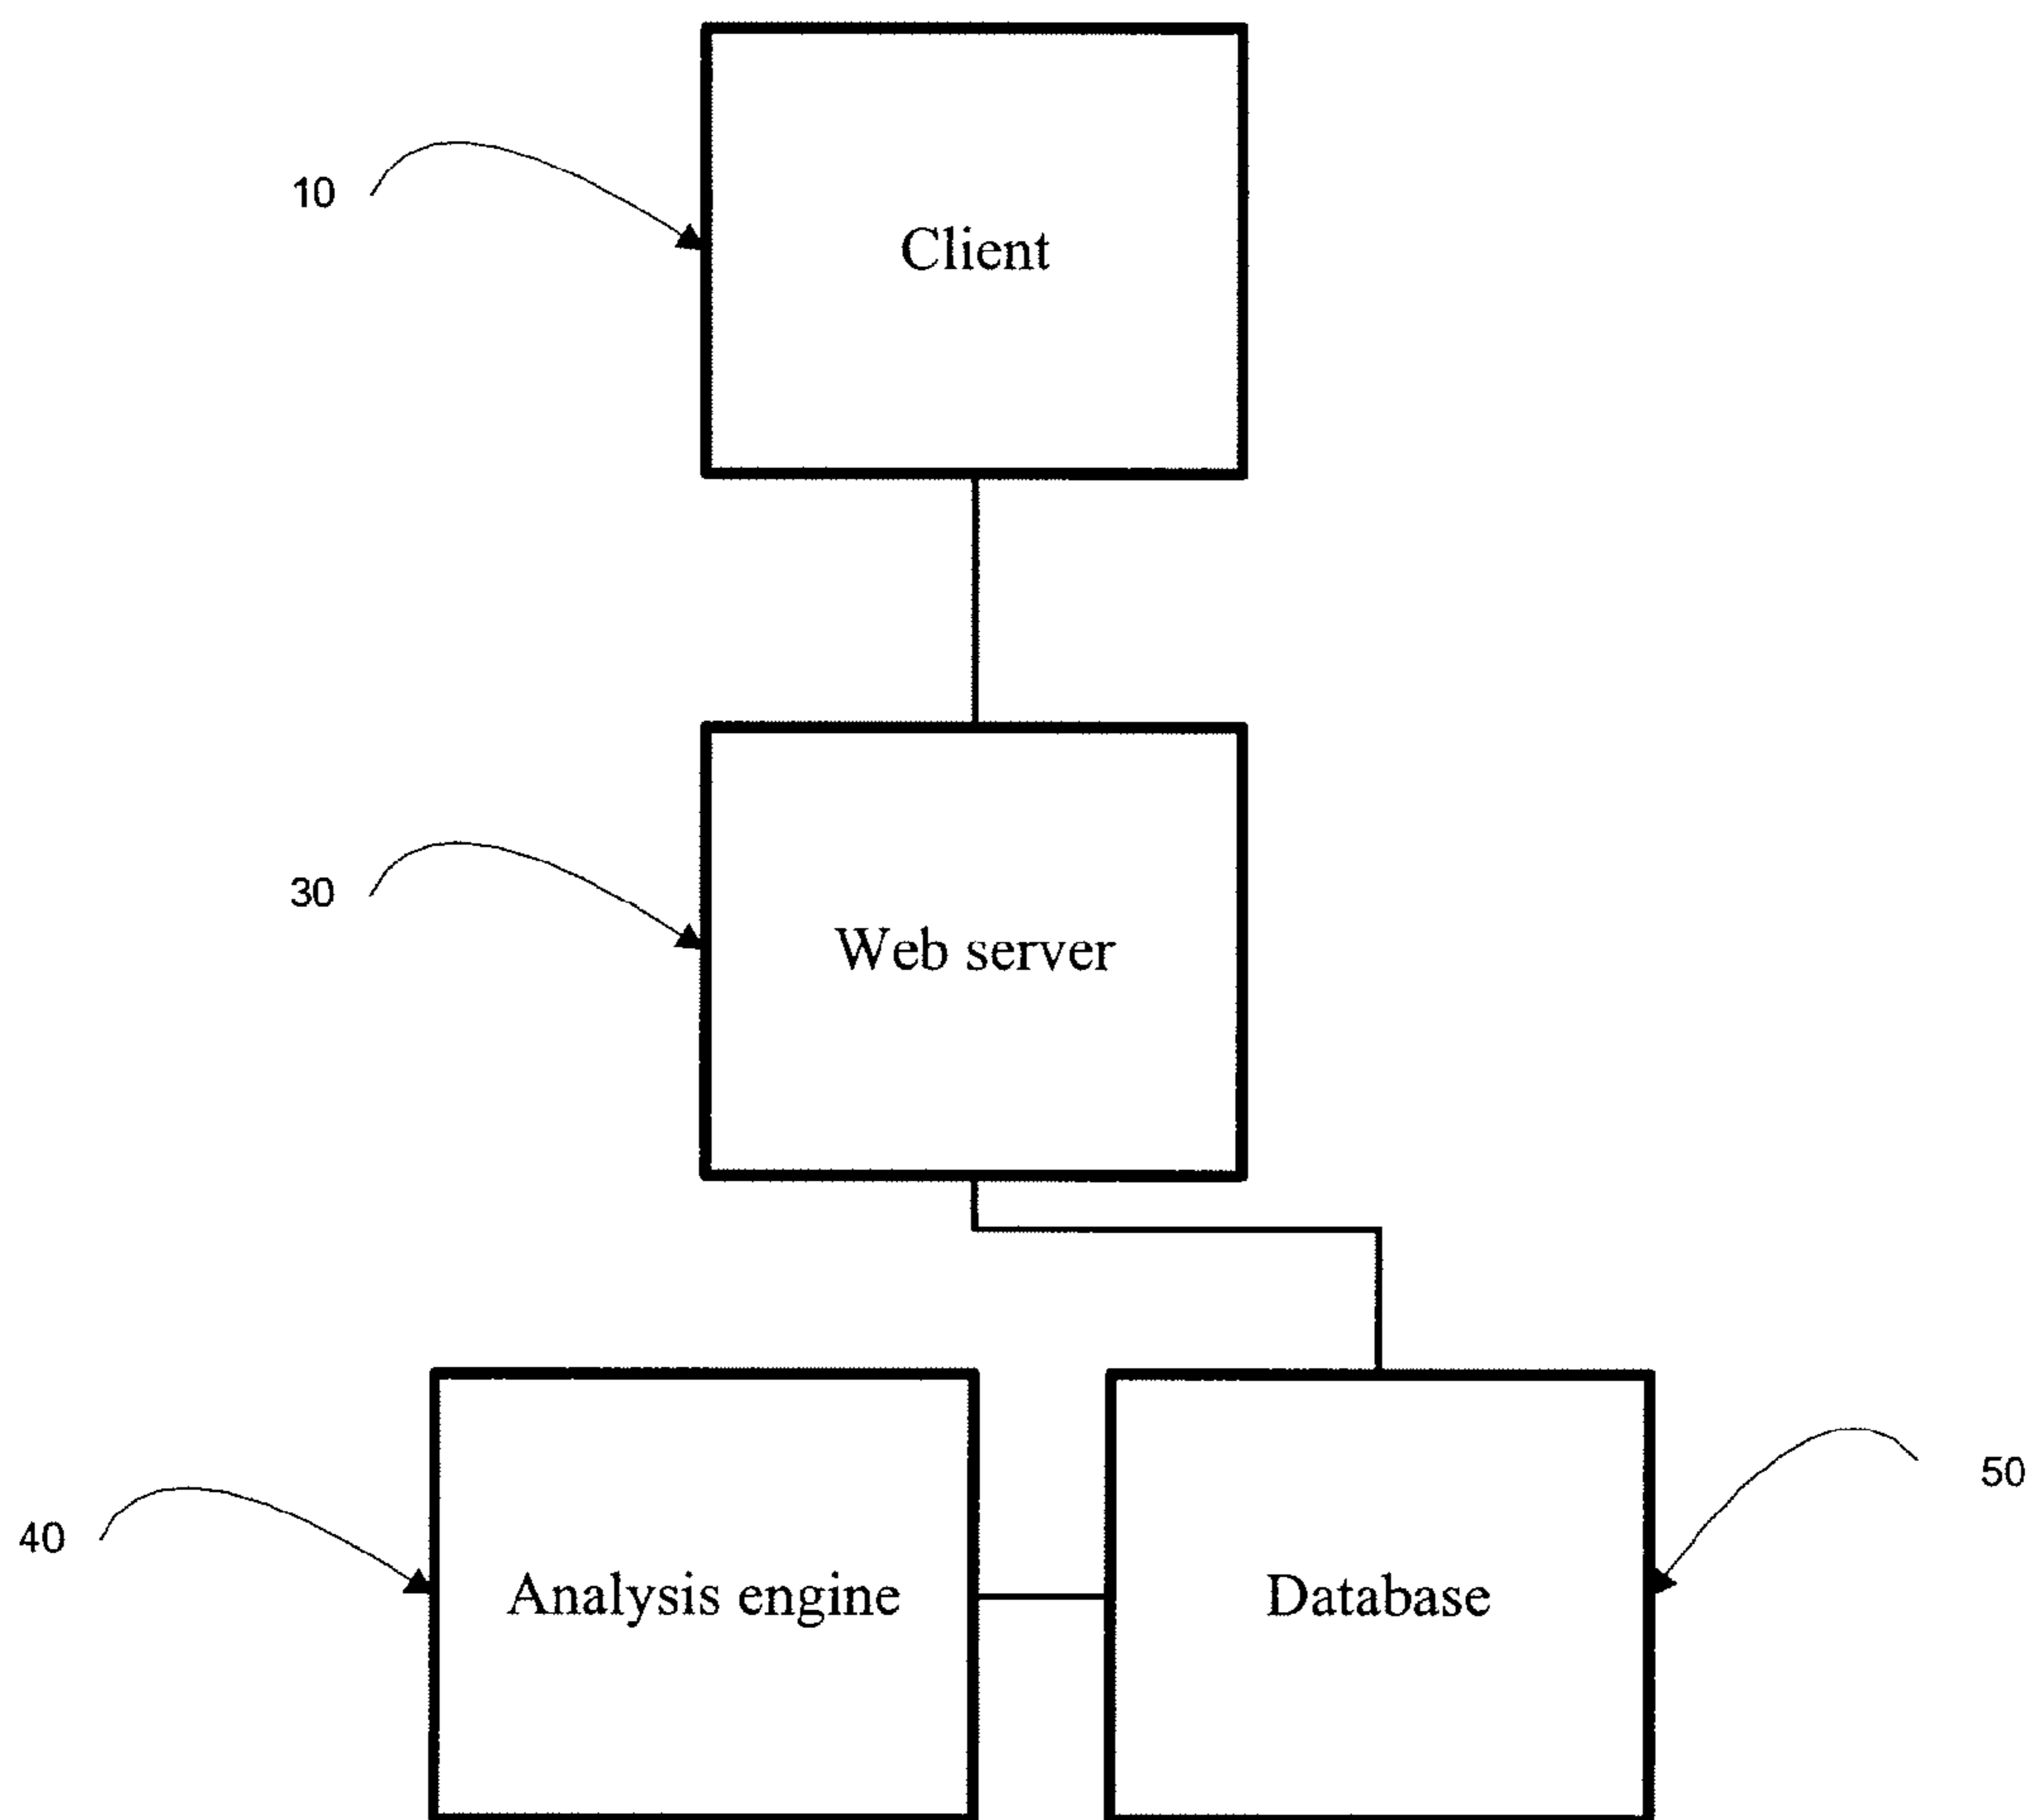 10
Client
30
Web server
50
40
Analysis engine
Database